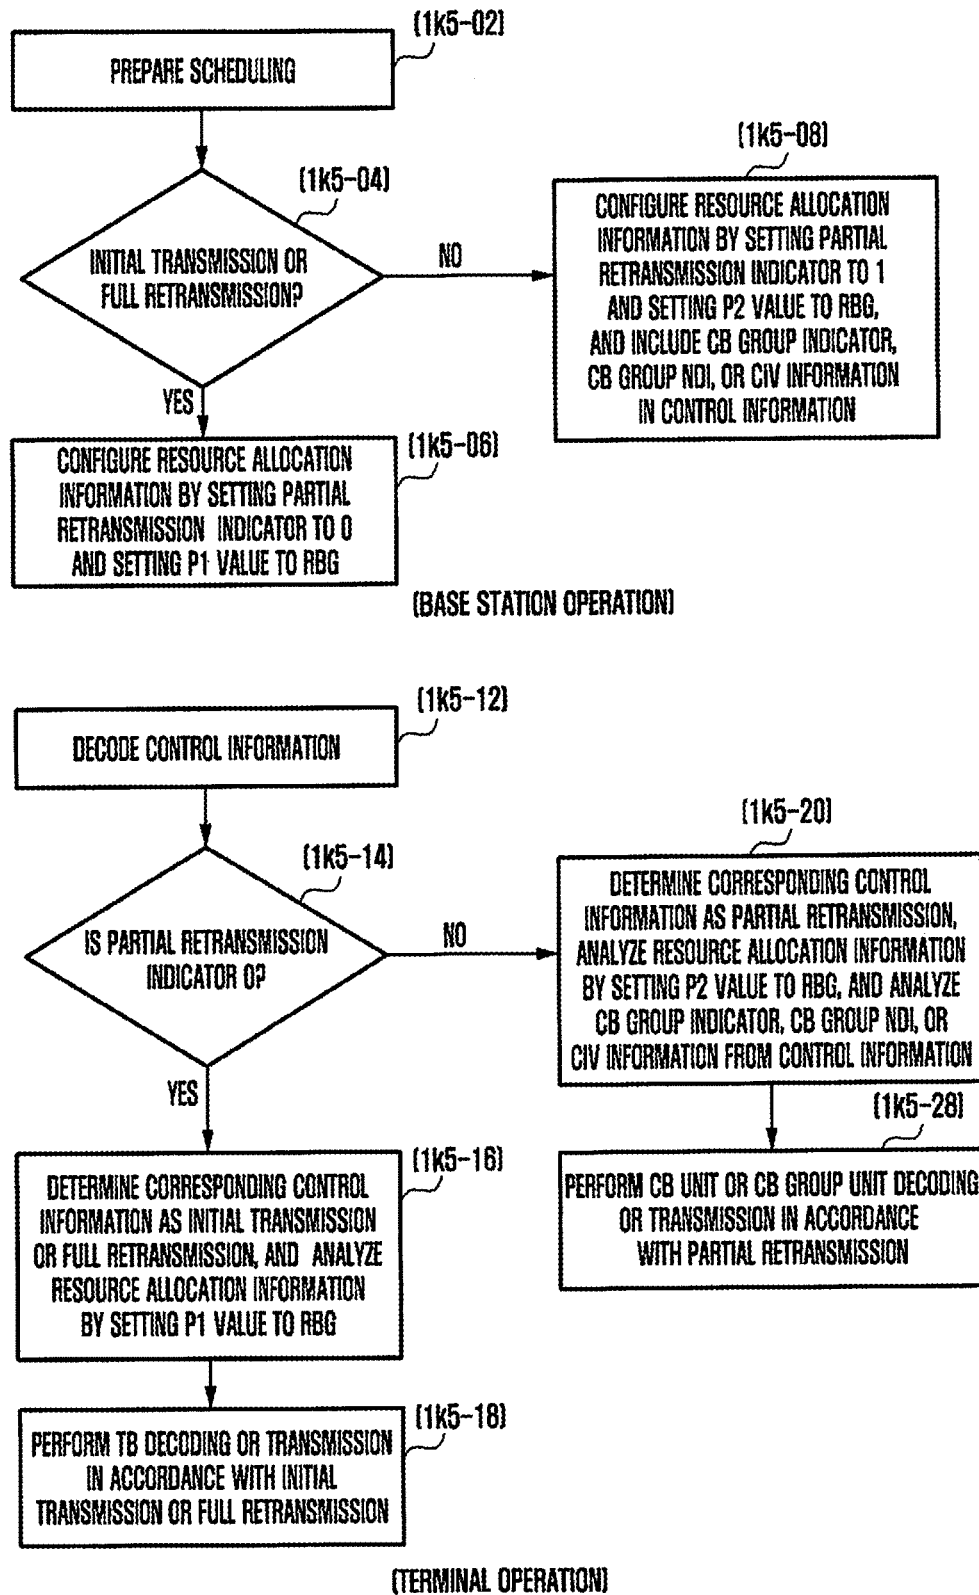 (1k5-02)
PREPARE SCHEDULING
(1k5-04)
INITIAL TRANSMISSION OR
FULL RETRANSMISSION?
NO
YES
(1k5-08)
CONFIGURE RESOURCE ALLOCATION
INFORMATION BY SETTING PARTIAL
RETRANSMISSION INDICATOR TO 1
AND SETTING P2 VALUE TO RBG,
AND INCLUDE CB GROUP INDICATOR,
CB GROUP NDI, OR CIV INFORMATION
IN CONTROL INFORMATION
(1k5-06)
CONFIGURE RESOURCE ALLOCATION
INFORMATION BY SETTING PARTIAL
RETRANSMISSION INDICATOR TO 0
AND SETTING P1 VALUE TO RBG
(BASE STATION OPERATION)
(1k5-12)
DECODE CONTROL INFORMATION
(1k5-14)
IS PARTIAL RETRANSMISSION
INDICATOR 0?
NO
YES
(1k5-20)
DETERMINE CORRESPONDING CONTROL
INFORMATION AS PARTIAL RETRANSMISSION,
ANALYZE RESOURCE ALLOCATION INFORMATION
BY SETTING P2 VALUE TO RBG, AND ANALYZE
CB GROUP INDICATOR, CB GROUP NDI, OR
CIV INFORMATION FROM CONTROL INFORMATION
(1k5-28)
PERFORM CB UNIT OR CB GROUP UNIT DECODING
OR TRANSMISSION IN ACCORDANCE
WITH PARTIAL RETRANSMISSION
(1k5-16)
DETERMINE CORRESPONDING CONTROL
INFORMATION AS INITIAL TRANSMISSION
OR FULL RETRANSMISSION, AND ANALYZE
RESOURCE ALLOCATION INFORMATION
BY SETTING P1 VALUE TO RBG
(1k5-18)
PERFORM TB DECODING OR TRANSMISSION
IN ACCORDANCE WITH INITIAL
TRANSMISSION OR FULL RETRANSMISSION
(TERMINAL OPERATION)